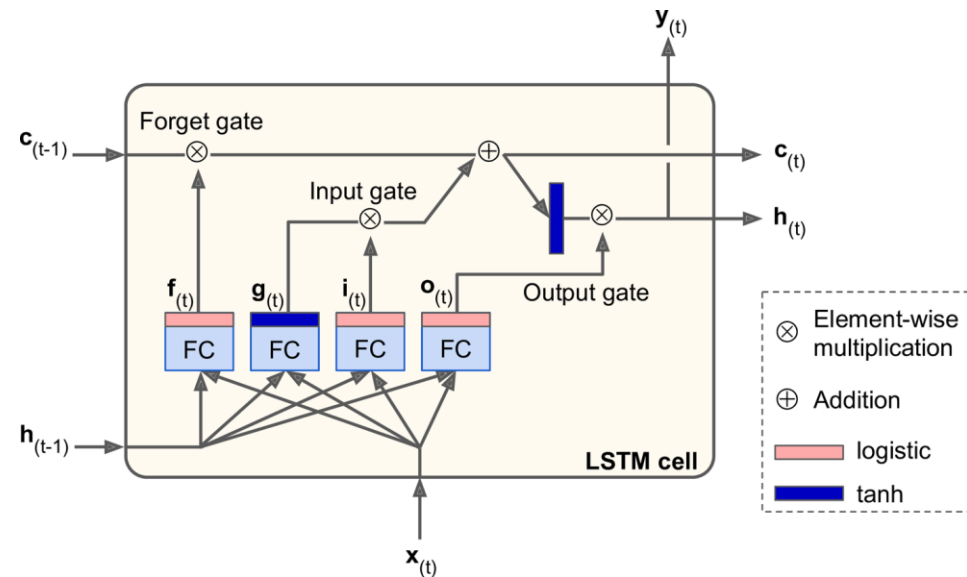 y(t)
Forget gate
c(t-1)
c(t)
Input gate
h(t)
f(t) g(t) i(t) o(t)
Output gate
FC FC FC FC
h(t-1)
LSTM cell
x(t)
⊗ Element-wise
multiplication
⊕ Addition
logistic
tanh